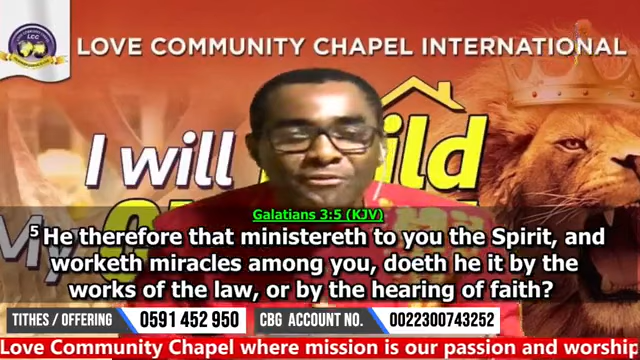 LCC
LOVE COMMUNITY CHAPEL INTERNATIONAL
I will
My
Galatians 3:5 (KJV)
5 He therefore that ministereth to you the Spirit, and
worketh miracles among you, doeth he it by the
works of the law, or by the hearing of faith?
TITHES / OFFERING 0591 452 950 CBG ACCOUNT NO. 0022300743252
Love Community Chapel where mission is our passion and worship